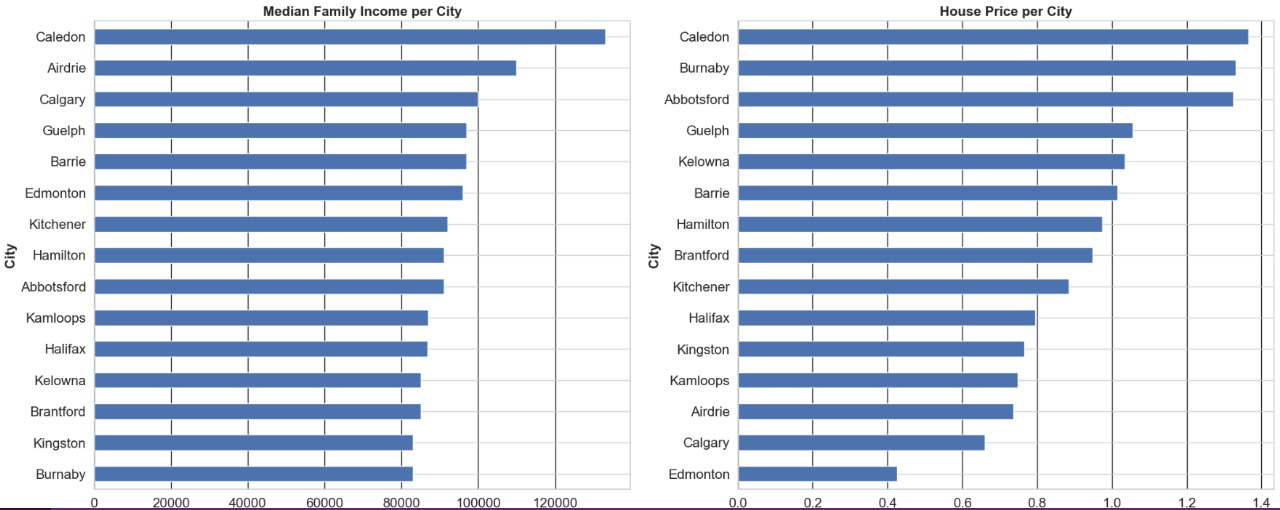 Median Family Income per City
Caledon
Airdrie
Calgary
Guelph
Barrie
Edmonton
Kitchener
Hamilton
Abbotsford
Kamloops
Halifax
Kelowna
Brantford
Kingston
Burnaby
City
0 20000 40000 60000 80000 100000 120000
House Price per City
Caledon
Burnaby
Abbotsford
Guelph
Kelowna
Barrie
Hamilton
Brantford
Kitchener
Halifax
Kingston
Kamloops
Airdrie
Calgary
Edmonton
City
0.0 0.2 0.4 0.6 0.8 1.0 1.2 1.4